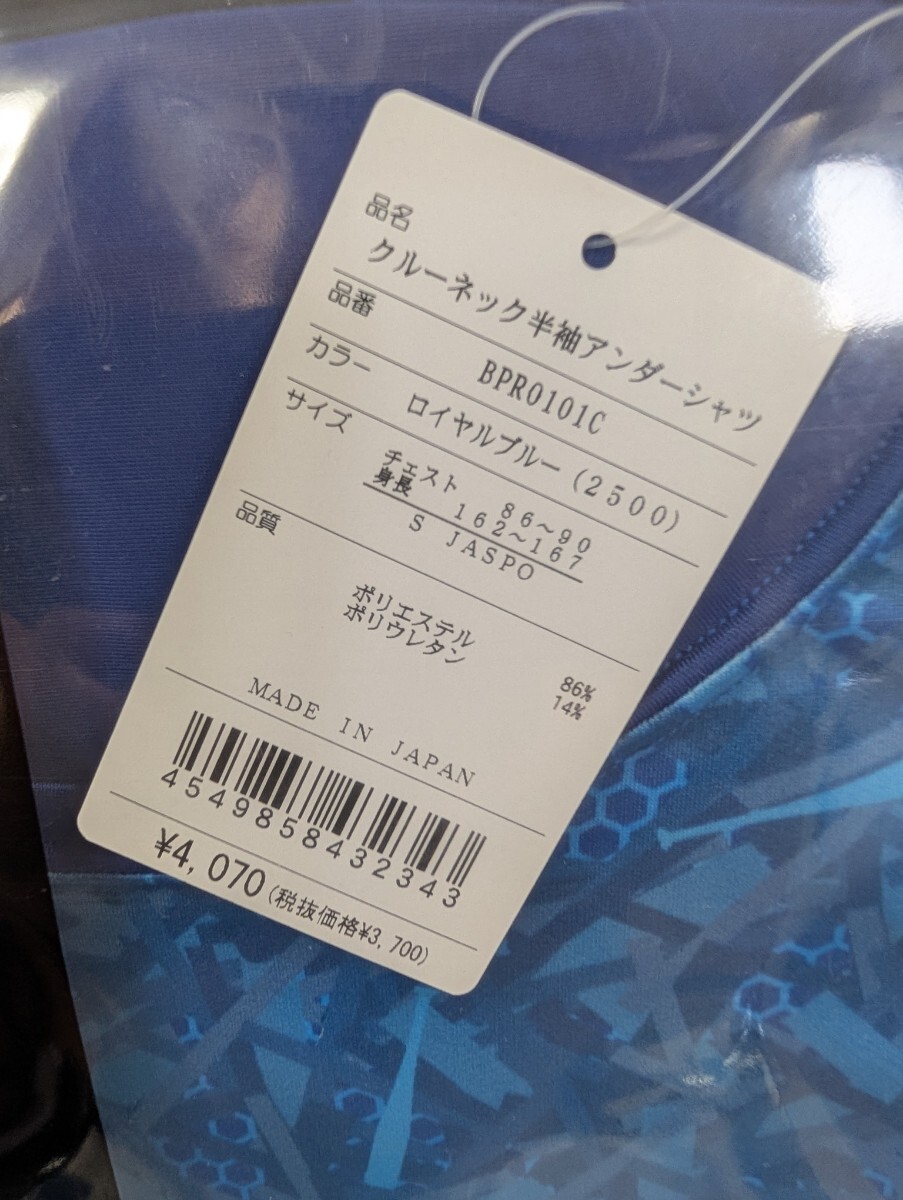 品名
クルーネック半袖アンダーシャツ
品番 BPR0101C
カラー ロイヤルブルー(2500)
サイズ
チェスト 86～90
身長 162～167
S JASPO
品質
ポリエステル 86%
ポリウレタン 14%
MADE IN JAPAN
4549858432343
¥4,070(税抜価格¥3,700)